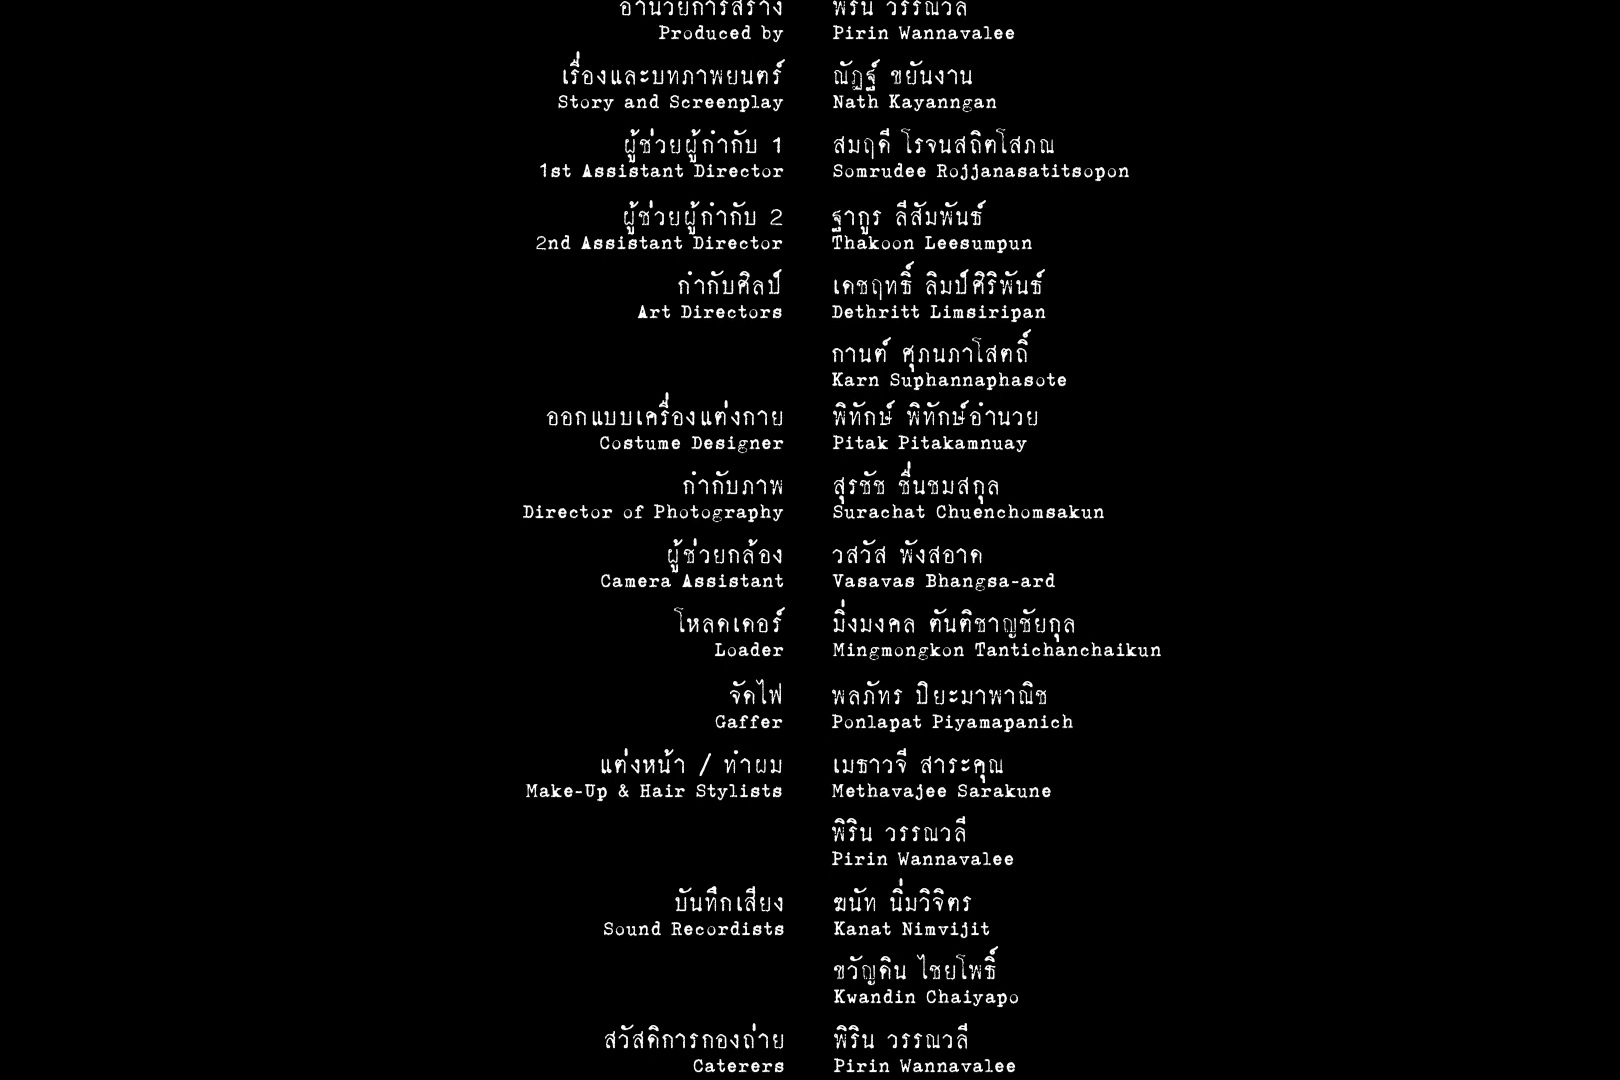 อำนวยการสร้าง พิริน วรรณวลี
Produced by Pirin Wannavalee
เรื่องและบทภาพยนตร์ ณัฏฐ์ ขยันงาน
Story and Screenplay Nath Kayanngan
ผู้ช่วยผู้กำกับ 1 สมฤดี โรจนสถิตโสภณ
1st Assistant Director Somrudee Rojjanasatitsopon
ผู้ช่วยผู้กำกับ 2 ฐากูร ลีสัมพันธ์
2nd Assistant Director Thakoon Leesumpun
กำกับศิลป์ เดชฤทธิ์ ลิมป์ศิริพันธ์
Art Directors Dethritt Limsiripan
กานต์ ศุภนภาโสตถิ์
Karn Suphannaphasote
ออกแบบเครื่องแต่งกาย พิทักษ์ พิทักษ์อำนวย
Costume Designer Pitak Pitakamnuay
กำกับภาพ สุรชัช ชื่นชมสกุล
Director of Photography Surachat Chuenchomsakun
ผู้ช่วยกล้อง วสวัส พังสอาด
Camera Assistant Vasavas Bhangsa-ard
โหลดเดอร์ มิ่งมงคล ตันติชาญชัยกุล
Loader Mingmongkon Tantichanchaikun
จัดไฟ พลภัทร ปิยะมาพาณิช
Gaffer Ponlapat Piyamapanich
แต่งหน้า / ทำผม เมธาวจี สาระคุณ
Make-Up & Hair Stylists Methavajee Sarakune
พิริน วรรณวลี
Pirin Wannavalee
บันทึกเสียง ฆนัท นิ่มวิจิตร
Sound Recordists Kanat Nimvijit
ขวัญดิน ไชยโพธิ์
Kwandin Chaiyapo
สวัสดิการกองถ่าย พิริน วรรณวลี
Caterers Pirin Wannavalee